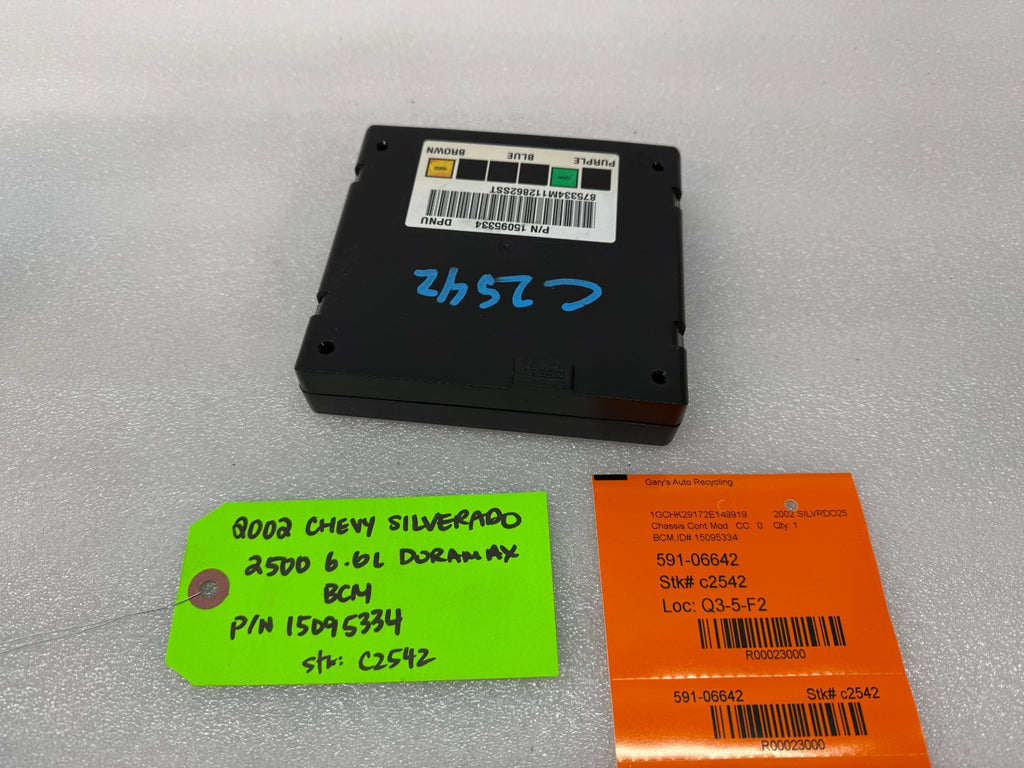 P/N 15095334 DPNU
875334M112862SST
GRN RED
PURPLE BLUE BROWN
C2542
2002 CHEVY SILVERADO
2500 6.6L DURAMAX
BCM
P/N 15095334
stk: C2542
Gary's Auto Recycling
1GCHK29172E149919 2002 SILVRDO25
Chassis Cont Mod CC: 0 Qty: 1
BCM,ID# 15095334
591-06642
Stk# c2542
Loc: Q3-5-F2
R00023000
591-06642 Stk# c2542
R00023000